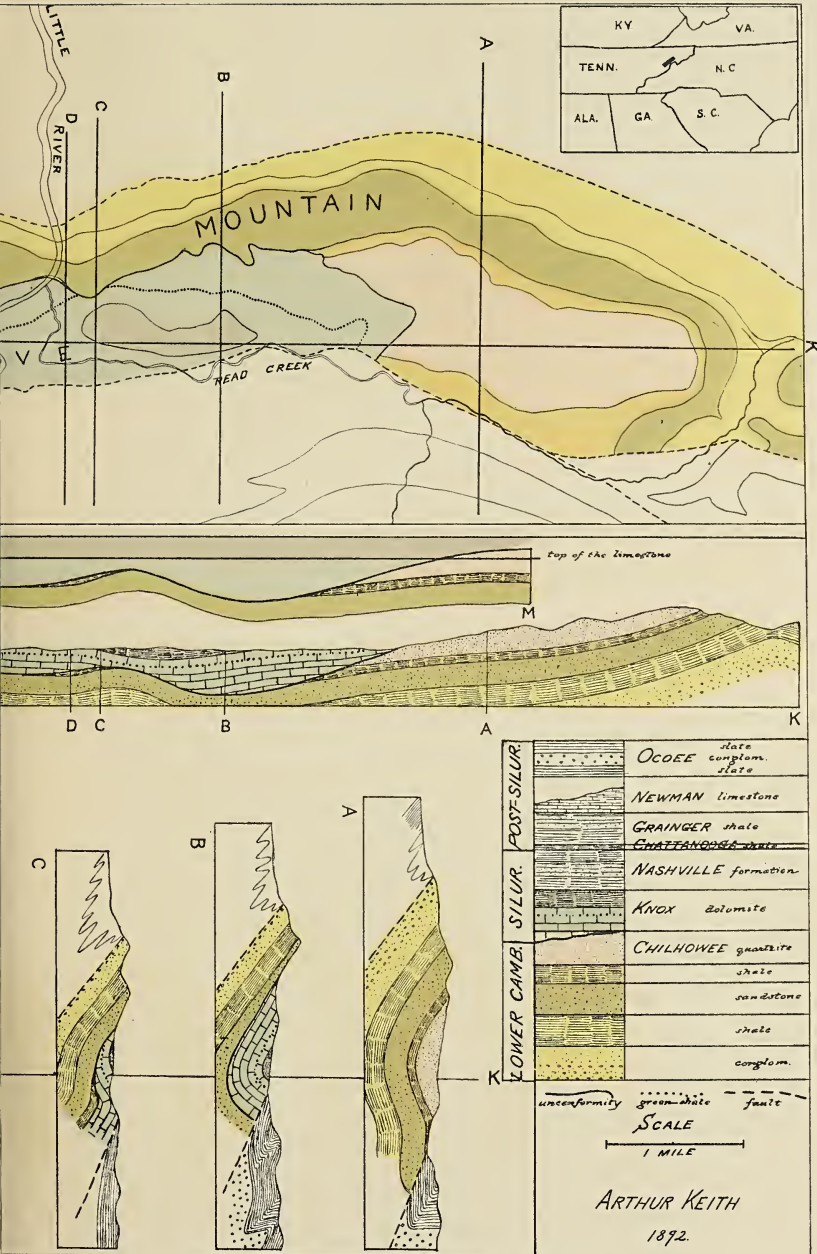 LITTLE
RIVER
D
C
B
A
KY
VA.
TENN.
N.C
ALA.
GA.
S.C.
MOUNTAIN
K
V E
READ CREEK
top of the limestone
M
D C B A K
A
B
C
K
POST-SILUR.
SILUR.
LOWER CAMB.
slate
OCOEE conglom.
slate
NEWMAN limestone
GRAINGER shale
CHATTANOOGA shale
NASHVILLE formation
KNOX dolomite
CHILHOWEE quartzite
shale
sandstone
shale
conglom.
unconformity green shale fault
SCALE
1 MILE
ARTHUR KEITH
1892.